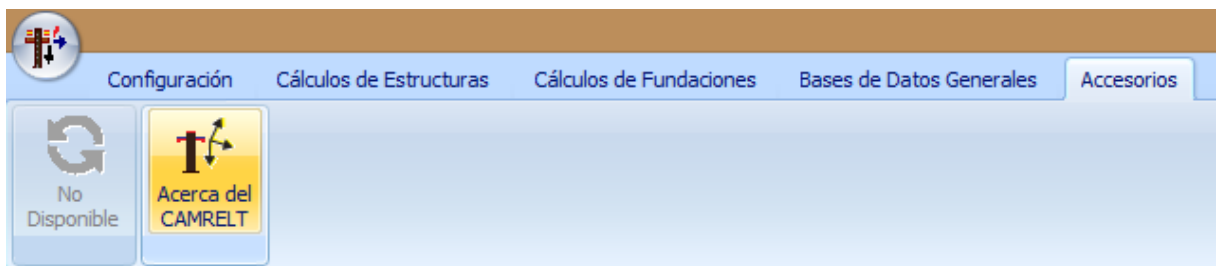 Configuración Cálculos de Estructuras Cálculos de Fundaciones Bases de Datos Generales Accesorios
No
Disponible
Acerca del
CAMRELT